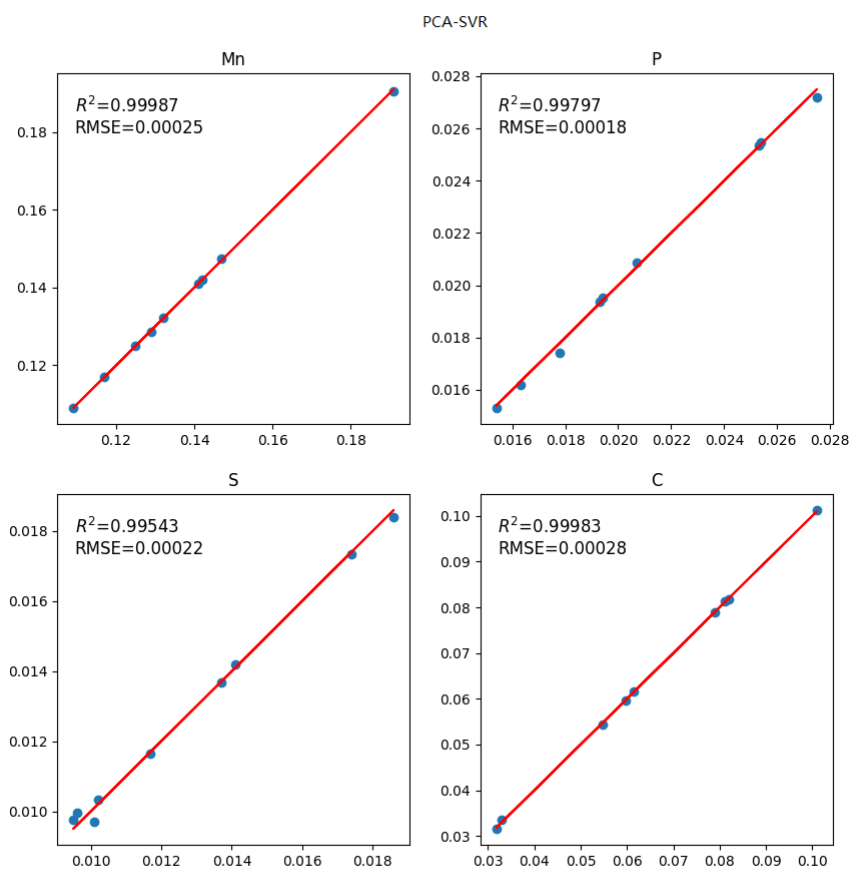 PCA-SVR
Mn
R²=0.99987
RMSE=0.00025
0.18
0.16
0.14
0.12
0.12 0.14 0.16 0.18
P
R²=0.99797
RMSE=0.00018
0.028
0.026
0.024
0.022
0.020
0.018
0.016
0.016 0.018 0.020 0.022 0.024 0.026 0.028
S
R²=0.99543
RMSE=0.00022
0.018
0.016
0.014
0.012
0.010
0.010 0.012 0.014 0.016 0.018
C
R²=0.99983
RMSE=0.00028
0.10
0.09
0.08
0.07
0.06
0.05
0.04
0.03
0.03 0.04 0.05 0.06 0.07 0.08 0.09 0.10